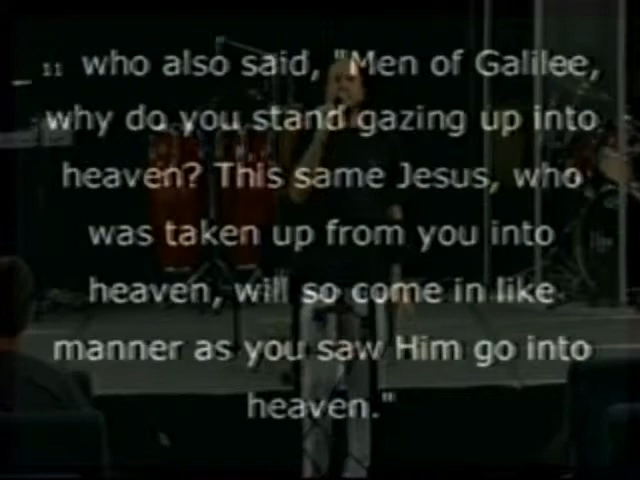 11 who also said, "Men of Galilee,
why do you stand gazing up into
heaven? This same Jesus, who
was taken up from you into
heaven, will so come in like
manner as you saw Him go into
heaven."